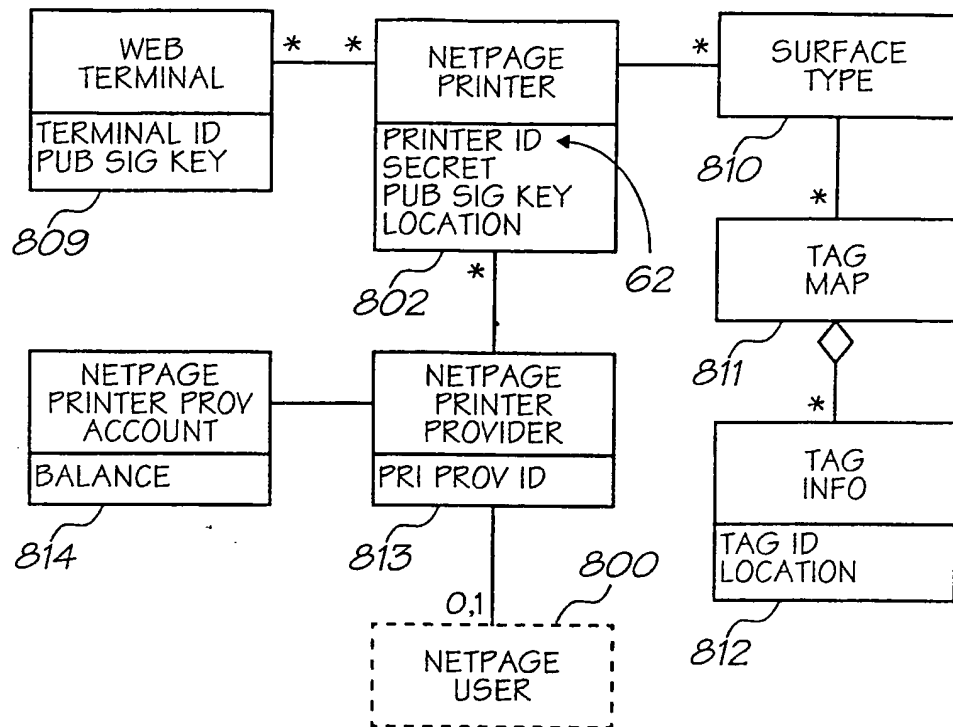 WEB
TERMINAL
TERMINAL ID
PUB SIG KEY
809
* *
NETPAGE
PRINTER
PRINTER ID
SECRET
PUB SIG KEY
LOCATION
802
62
*
SURFACE
TYPE
810
*
TAG
MAP
811
*
TAG
INFO
TAG ID
LOCATION
812
*
NETPAGE
PRINTER PROV
ACCOUNT
BALANCE
814
NETPAGE
PRINTER
PROVIDER
PRI PROV ID
813
0,1
800
NETPAGE
USER